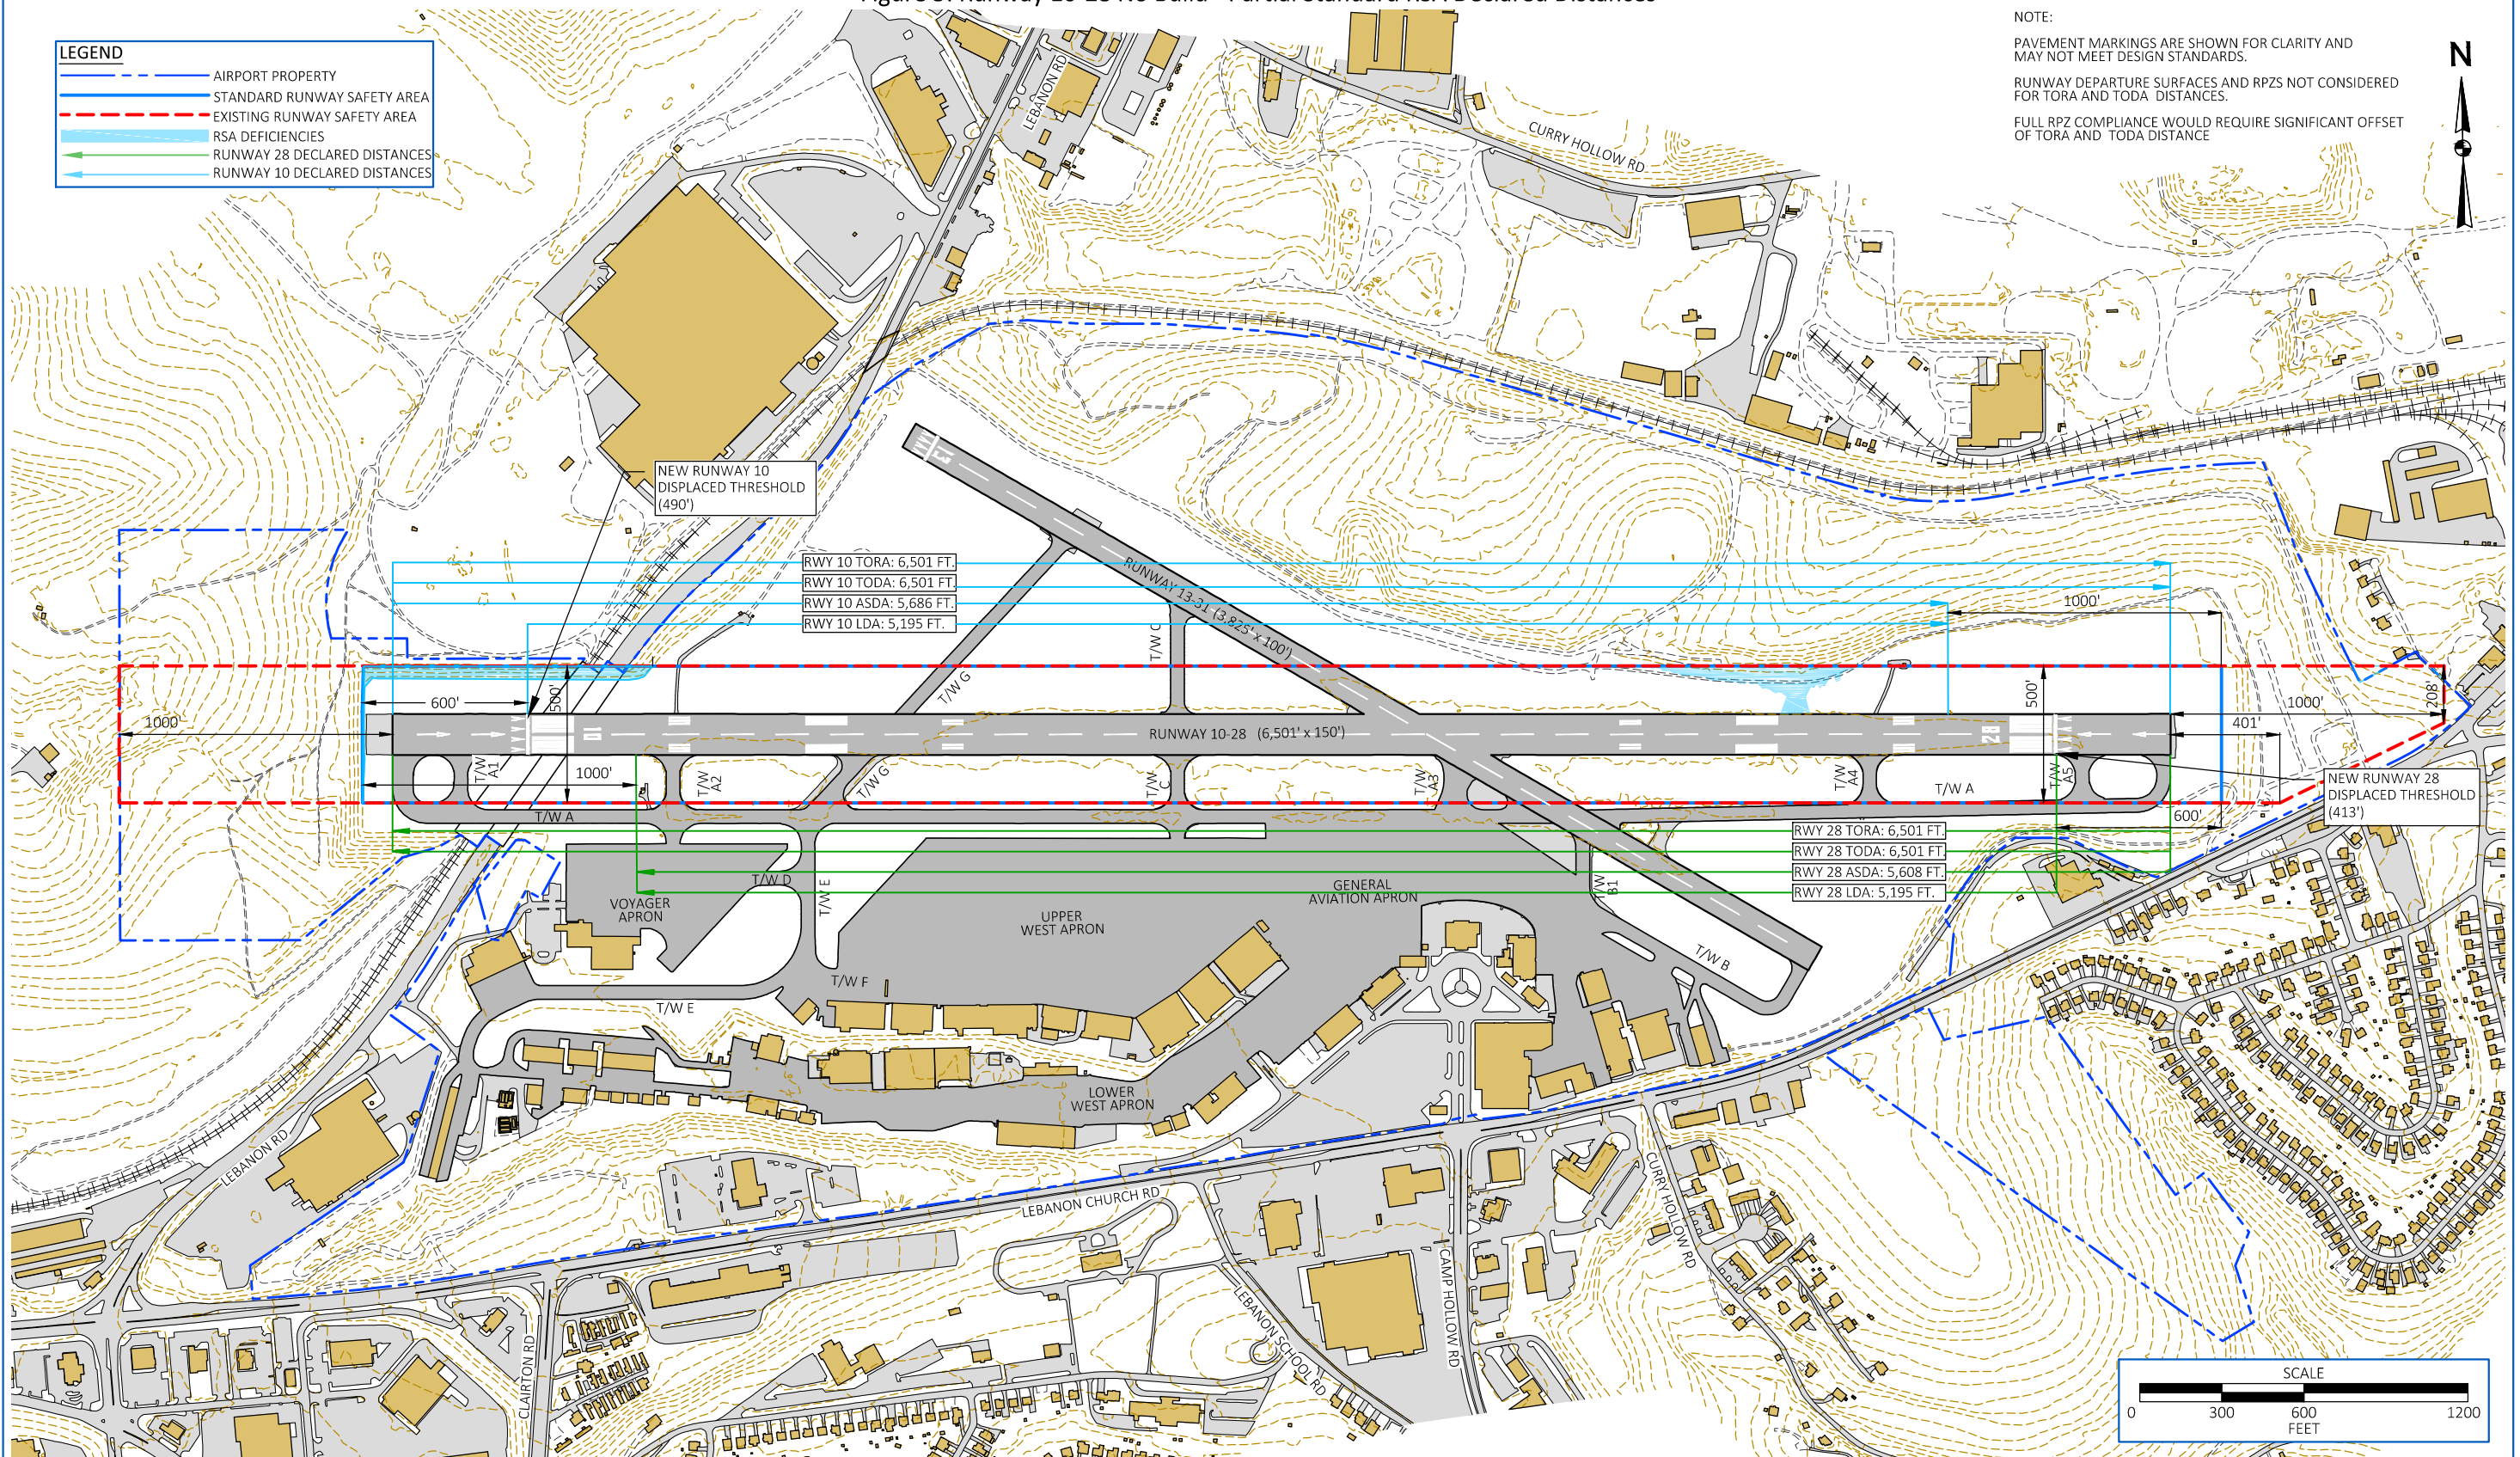 LEGEND
AIRPORT PROPERTY
STANDARD RUNWAY SAFETY AREA
EXISTING RUNWAY SAFETY AREA
RSA DEFICIENCIES
RUNWAY 28 DECLARED DISTANCES
RUNWAY 10 DECLARED DISTANCES
NOTE:
PAVEMENT MARKINGS ARE SHOWN FOR CLARITY AND
MAY NOT MEET DESIGN STANDARDS.
RUNWAY DEPARTURE SURFACES AND RPZS NOT CONSIDERED
FOR TORA AND TODA DISTANCES.
FULL RPZ COMPLIANCE WOULD REQUIRE SIGNIFICANT OFFSET
OF TORA AND TODA DISTANCE
N
LEBANON RD
CURRY HOLLOW RD
NEW RUNWAY 10
DISPLACED THRESHOLD
(490')
13
RWY 10 TORA: 6,501 FT.
RWY 10 TODA: 6,501 FT.
RWY 10 ASDA: 5,686 FT.
RWY 10 LDA: 5,195 FT.
RUNWAY 13-31 (3,825' x 100')
1000'
T/W C
T/W G
600'
500'
500'
208'
1000'
1000'
401'
10
RUNWAY 10-28 (6,501' x 150')
28
T/W
A1
1000'
T/W
A2
T/W G
T/W
C
T/W
A3
T/W
A4
T/W A
T/W
A5
NEW RUNWAY 28
DISPLACED THRESHOLD
(413')
T/W A
600'
RWY 28 TORA: 6,501 FT.
RWY 28 TODA: 6,501 FT.
RWY 28 ASDA: 5,608 FT.
RWY 28 LDA: 5,195 FT.
T/W D
T/W E
VOYAGER
APRON
UPPER
WEST APRON
GENERAL
AVIATION APRON
T/W
B1
T/W B
T/W F
T/W E
LOWER
WEST APRON
LEBANON RD
LEBANON CHURCH RD
CURRY HOLLOW RD
CAMP HOLLOW RD
LEBANON SCHOOL RD
CLAIRTON RD
SCALE
0 300 600 1200
FEET